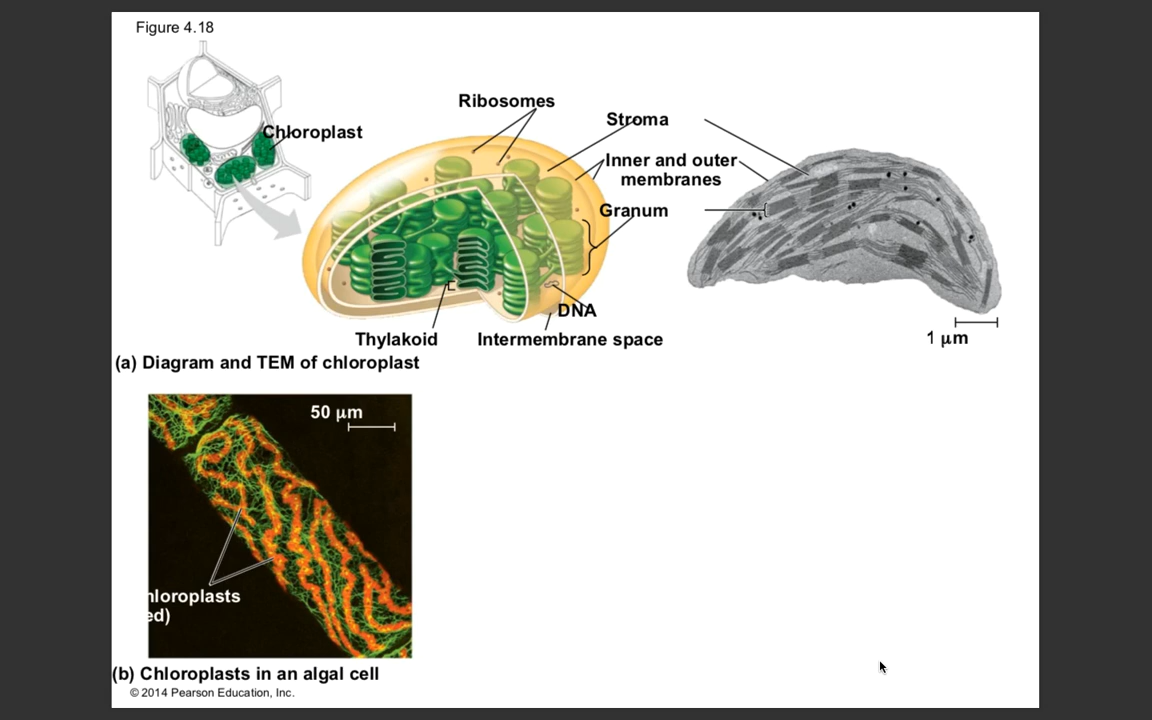 Figure 4.18
Ribosomes
Stroma
Chloroplast
Inner and outer
membranes
Granum
DNA
Thylakoid
Intermembrane space
1 μm
(a) Diagram and TEM of chloroplast
50 μm
hloroplasts
ed)
(b) Chloroplasts in an algal cell
© 2014 Pearson Education, Inc.